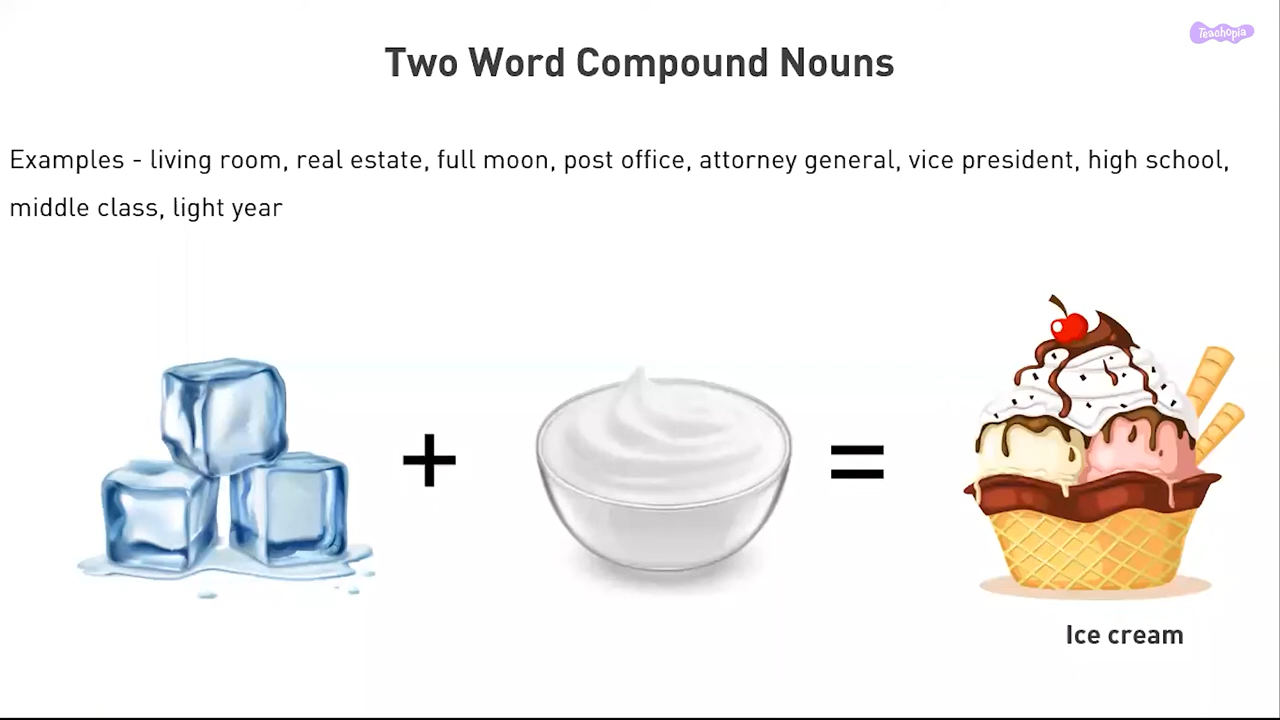 Teachopia
Two Word Compound Nouns
Examples - living room, real estate, full moon, post office, attorney general, vice president, high school,
middle class, light year
+
=
Ice cream